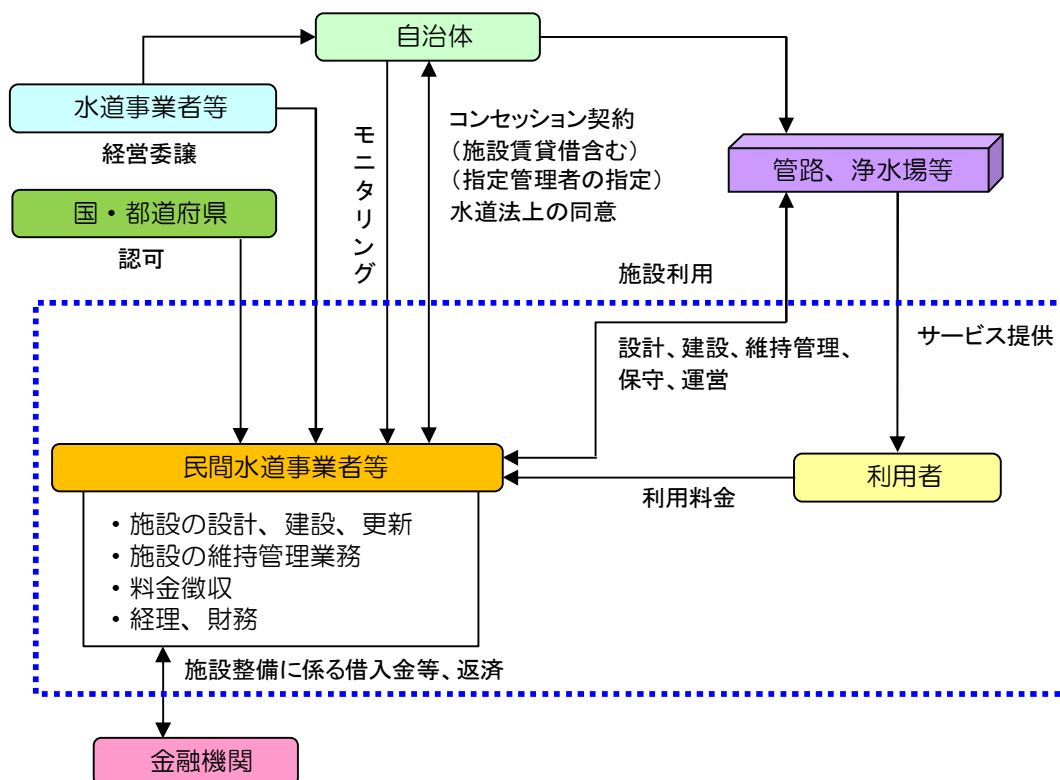 自治体
水道事業者等
経営委譲
国・都道府県
認可
モニタリング
コンセッション契約
（施設賃貸借含む）
（指定管理者の指定）
水道法上の同意
管路、浄水場等
施設利用
サービス提供
設計、建設、維持管理、
保守、運営
民間水道事業者等
利用料金
利用者
・施設の設計、建設、更新
・施設の維持管理業務
・料金徴収
・経理、財務
施設整備に係る借入金等、返済
金融機関